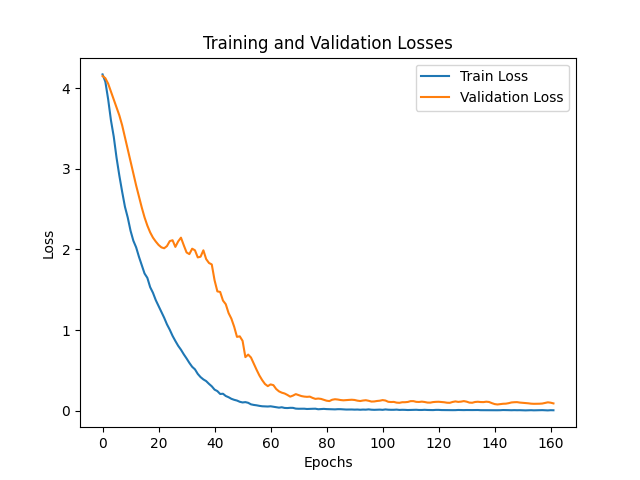 Training and Validation Losses
Train Loss
Validation Loss
Loss
4
3
2
1
0
0 20 40 60 80 100 120 140 160
Epochs